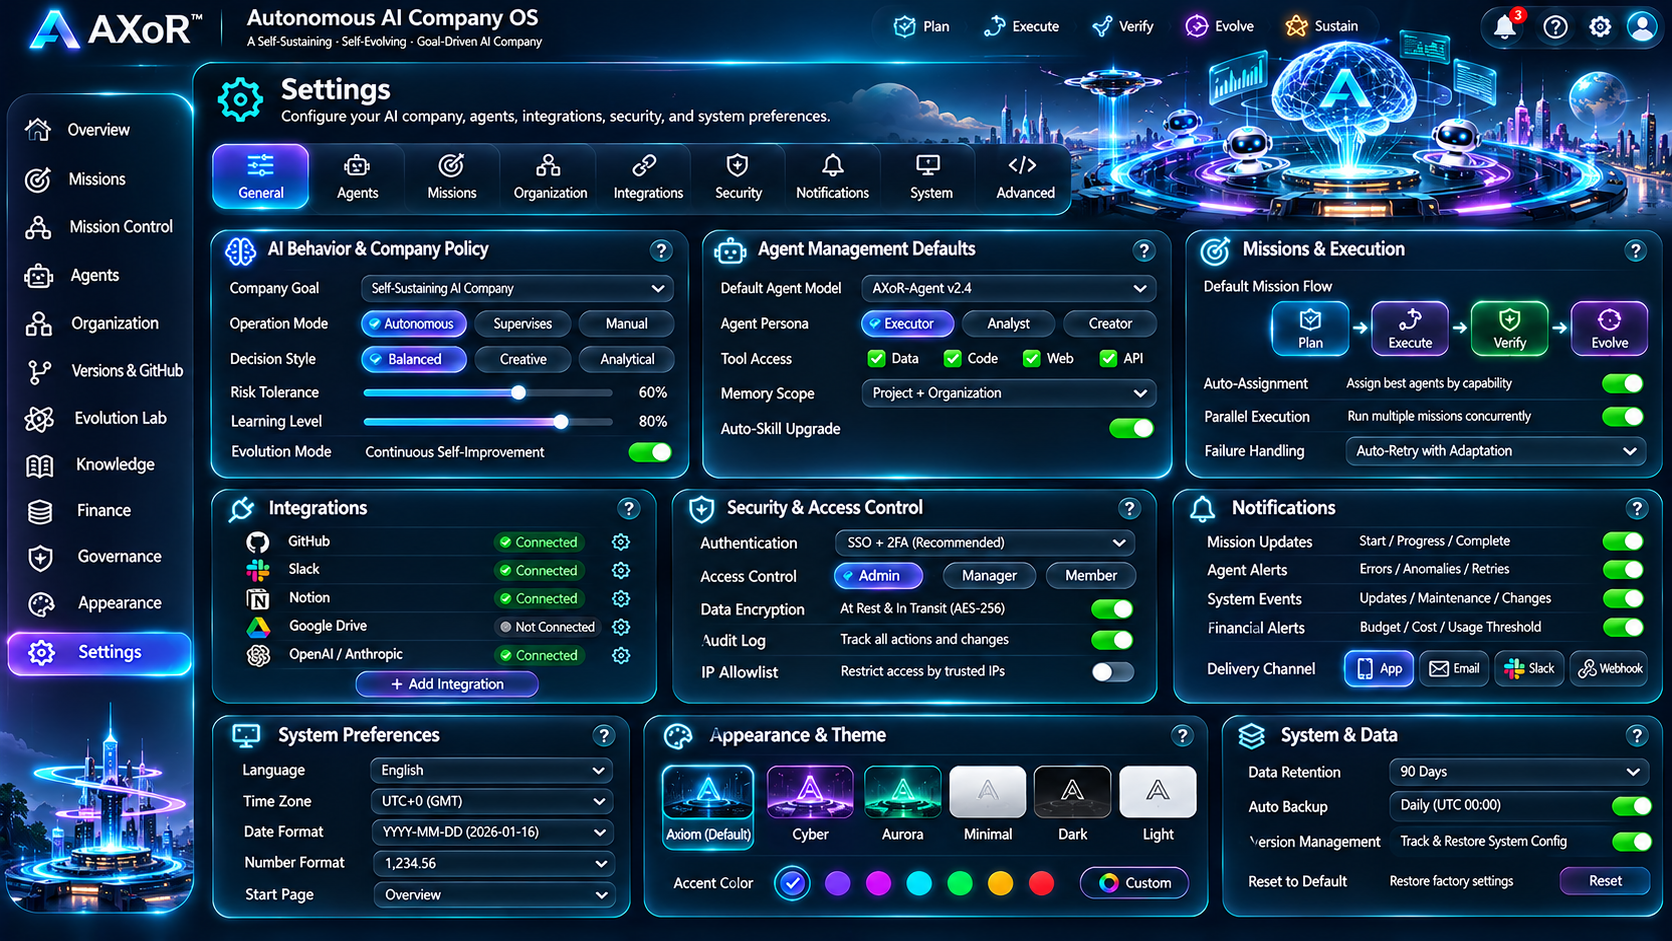 AXoR™
Autonomous AI Company OS
A Self-Sustaining · Self-Evolving · Goal-Driven AI Company
Plan
Execute
Verify
Evolve
Sustain
3
Overview
Missions
Mission Control
Agents
Organization
Versions & GitHub
Evolution Lab
Knowledge
Finance
Governance
Appearance
Settings
Settings
Configure your AI company, agents, integrations, security, and system preferences.
General
Agents
Missions
Organization
Integrations
Security
Notifications
System
Advanced
AI Behavior & Company Policy
?
Company Goal
Self-Sustaining AI Company
Operation Mode
Autonomous
Supervises
Manual
Decision Style
Balanced
Creative
Analytical
Risk Tolerance
60%
Learning Level
80%
Evolution Mode
Continuous Self-Improvement
Agent Management Defaults
?
Default Agent Model
AXoR-Agent v2.4
Agent Persona
Executor
Analyst
Creator
Tool Access
Data
Code
Web
API
Memory Scope
Project + Organization
Auto-Skill Upgrade
Missions & Execution
?
Default Mission Flow
Plan
Execute
Verify
Evolve
Auto-Assignment
Assign best agents by capability
Parallel Execution
Run multiple missions concurrently
Failure Handling
Auto-Retry with Adaptation
Integrations
?
GitHub
Connected
Slack
Connected
Notion
Connected
Google Drive
Not Connected
OpenAI / Anthropic
Connected
+ Add Integration
Security & Access Control
?
Authentication
SSO + 2FA (Recommended)
Access Control
Admin
Manager
Member
Data Encryption
At Rest & In Transit (AES-256)
Audit Log
Track all actions and changes
IP Allowlist
Restrict access by trusted IPs
Notifications
?
Mission Updates
Start / Progress / Complete
Agent Alerts
Errors / Anomalies / Retries
System Events
Updates / Maintenance / Changes
Financial Alerts
Budget / Cost / Usage Threshold
Delivery Channel
App
Email
Slack
Webhook
System Preferences
?
Language
English
Time Zone
UTC+0 (GMT)
Date Format
YYYY-MM-DD (2026-01-16)
Number Format
1,234.56
Start Page
Overview
Appearance & Theme
?
Axiom (Default)
Cyber
Aurora
Minimal
Dark
Light
Accent Color
Custom
System & Data
?
Data Retention
90 Days
Auto Backup
Daily (UTC 00:00)
Version Management
Track & Restore System Config
Reset to Default
Restore factory settings
Reset